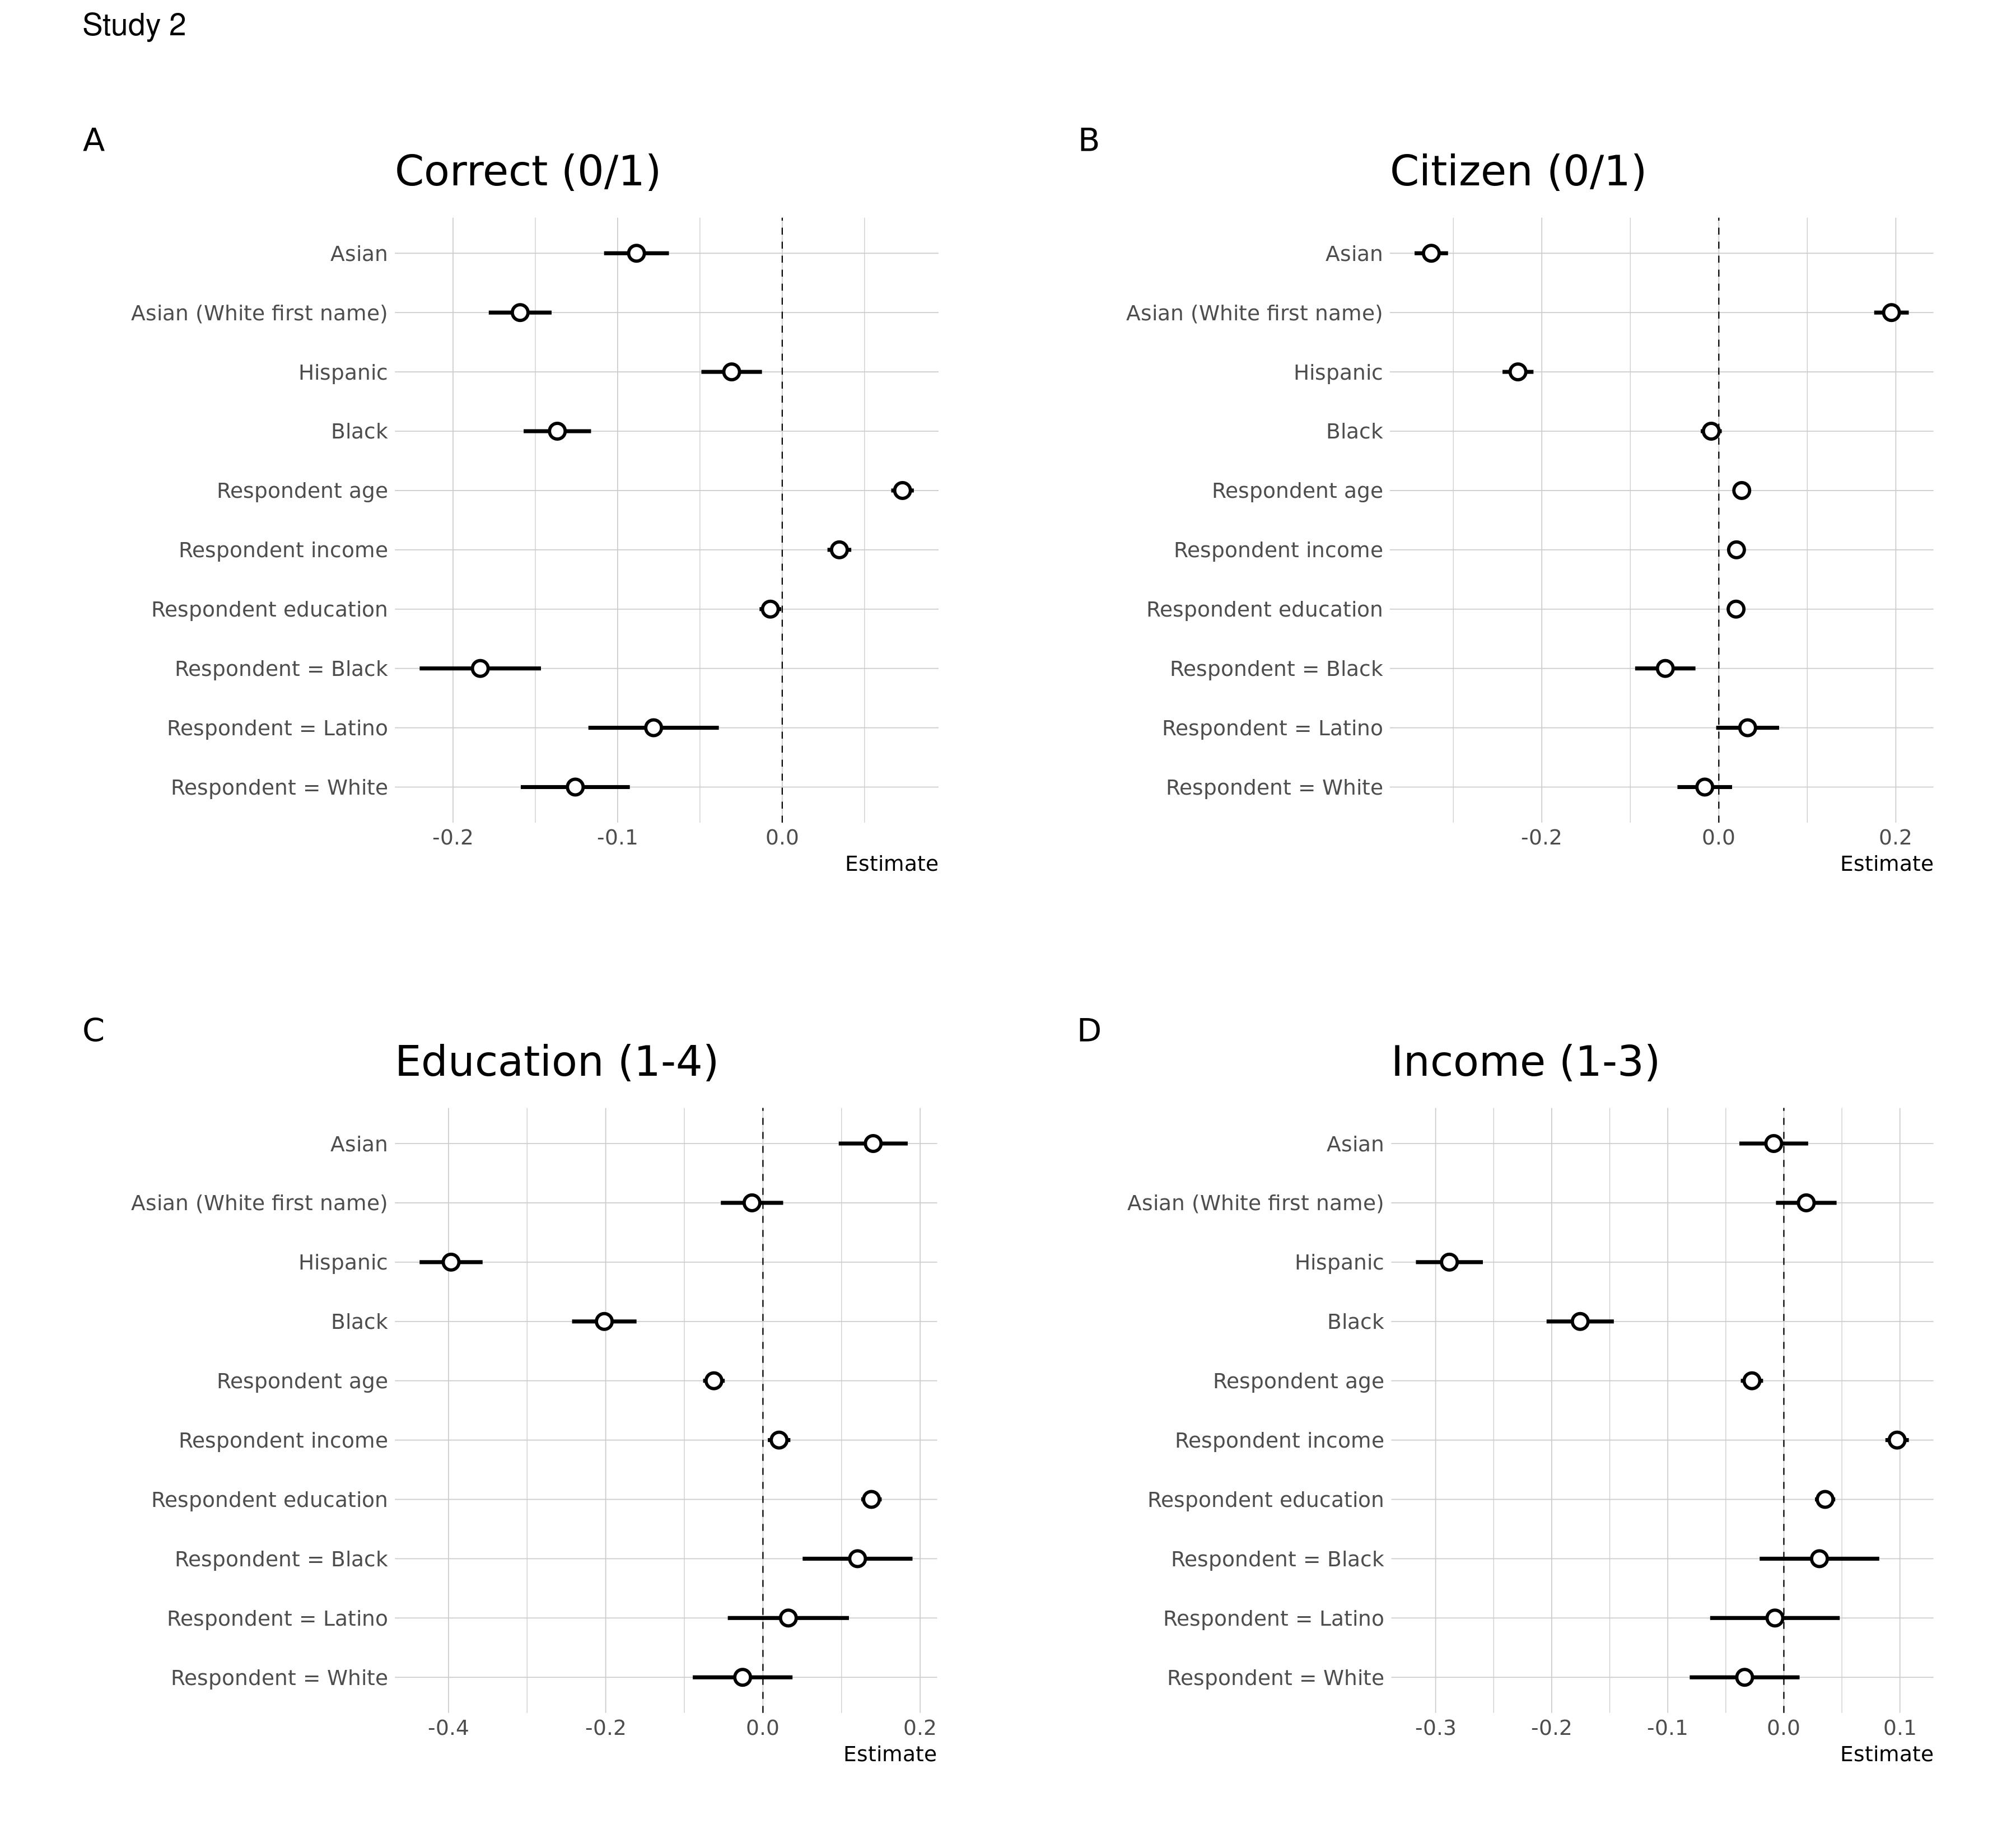 Study 2
A
Correct (0/1)
Asian
Asian (White first name)
Hispanic
Black
Respondent age
Respondent income
Respondent education
Respondent = Black
Respondent = Latino
Respondent = White
-0.2 -0.1 0.0
Estimate
B
Citizen (0/1)
Asian
Asian (White first name)
Hispanic
Black
Respondent age
Respondent income
Respondent education
Respondent = Black
Respondent = Latino
Respondent = White
-0.2 0.0 0.2
Estimate
C
Education (1-4)
Asian
Asian (White first name)
Hispanic
Black
Respondent age
Respondent income
Respondent education
Respondent = Black
Respondent = Latino
Respondent = White
-0.4 -0.2 0.0 0.2
Estimate
D
Income (1-3)
Asian
Asian (White first name)
Hispanic
Black
Respondent age
Respondent income
Respondent education
Respondent = Black
Respondent = Latino
Respondent = White
-0.3 -0.2 -0.1 0.0 0.1
Estimate